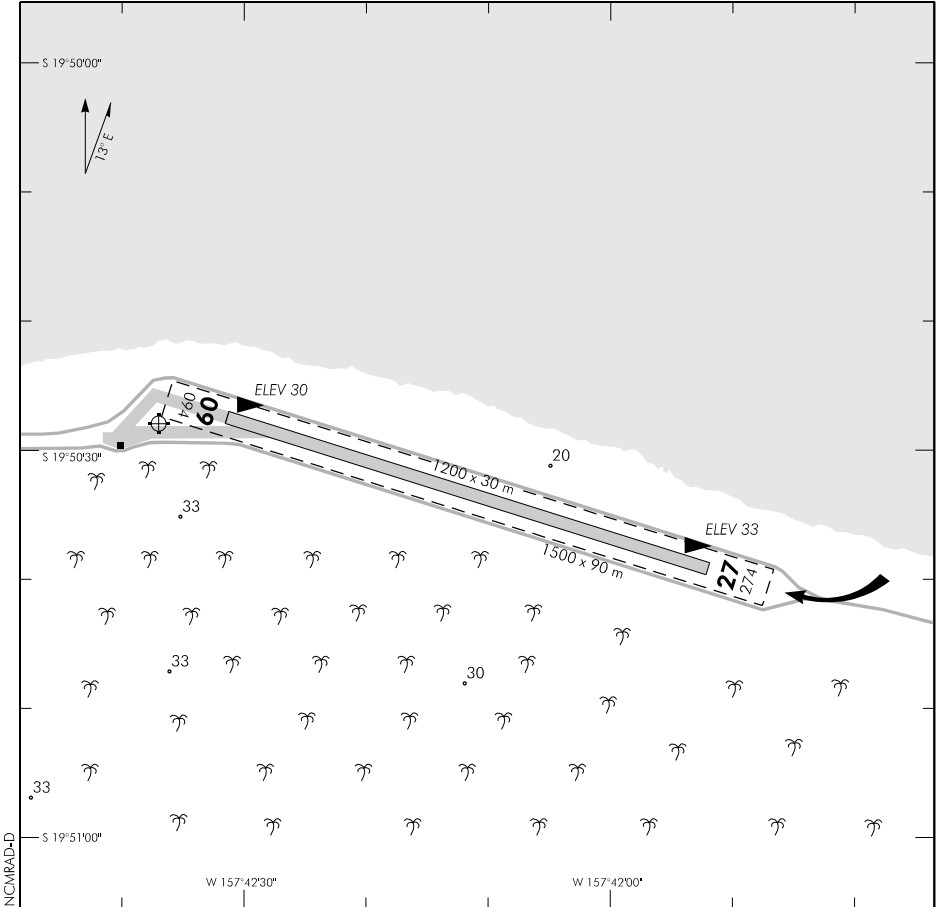 S 19°50'00"
13° E
ELEV 30
094
09
20
S 19°50'30"
1200 x 30 m
33
ELEV 33
1500 x 90 m
27
274
33
30
33
S 19°51'00"
NCMRAD-D
W 157°42'30"
W 157°42'00"